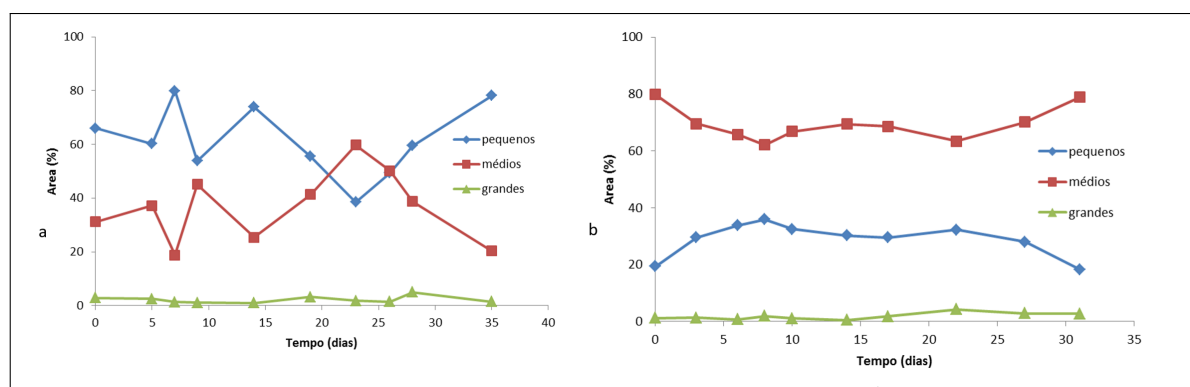 100
80
60
40
20
0
Area (%)
a
0 5 10 15 20 25 30 35 40
Tempo (dias)
pequenos
médios
grandes
100
80
60
40
20
0
Area (%)
b
0 5 10 15 20 25 30 35
Tempo (dias)
pequenos
médios
grandes